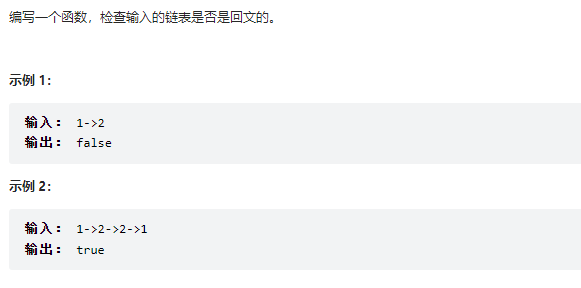 编写一个函数，检查输入的链表是否是回文的。
示例 1：
输入： 1->2
输出： false
示例 2：
输入： 1->2->2->1
输出： true